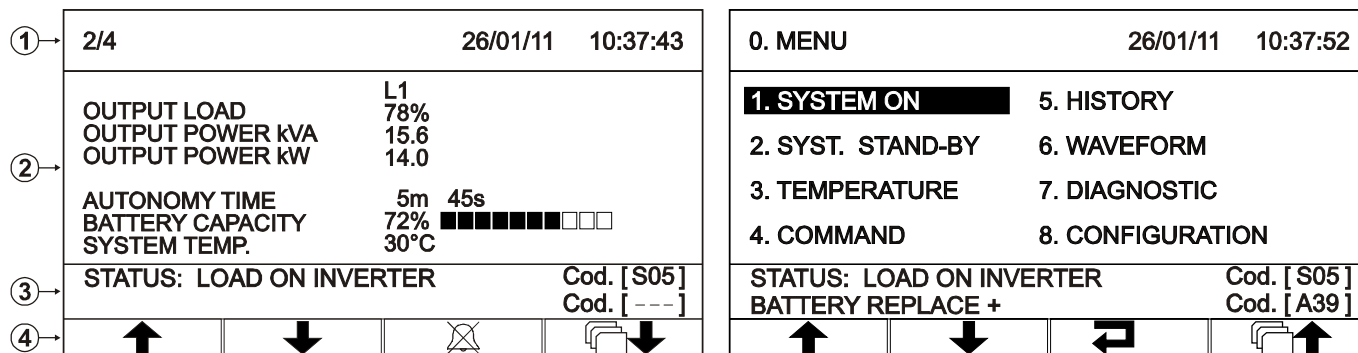 1
2/4 26/01/11 10:37:43
2
L1
OUTPUT LOAD 78%
OUTPUT POWER kVA 15.6
OUTPUT POWER kW 14.0
AUTONOMY TIME 5m 45s
BATTERY CAPACITY 72%
SYSTEM TEMP. 30°C
3
STATUS: LOAD ON INVERTER Cod. [S05]
Cod. [---]
4
0. MENU 26/01/11 10:37:52
1. SYSTEM ON 5. HISTORY
2. SYST. STAND-BY 6. WAVEFORM
3. TEMPERATURE 7. DIAGNOSTIC
4. COMMAND 8. CONFIGURATION
STATUS: LOAD ON INVERTER Cod. [S05]
BATTERY REPLACE + Cod. [A39]